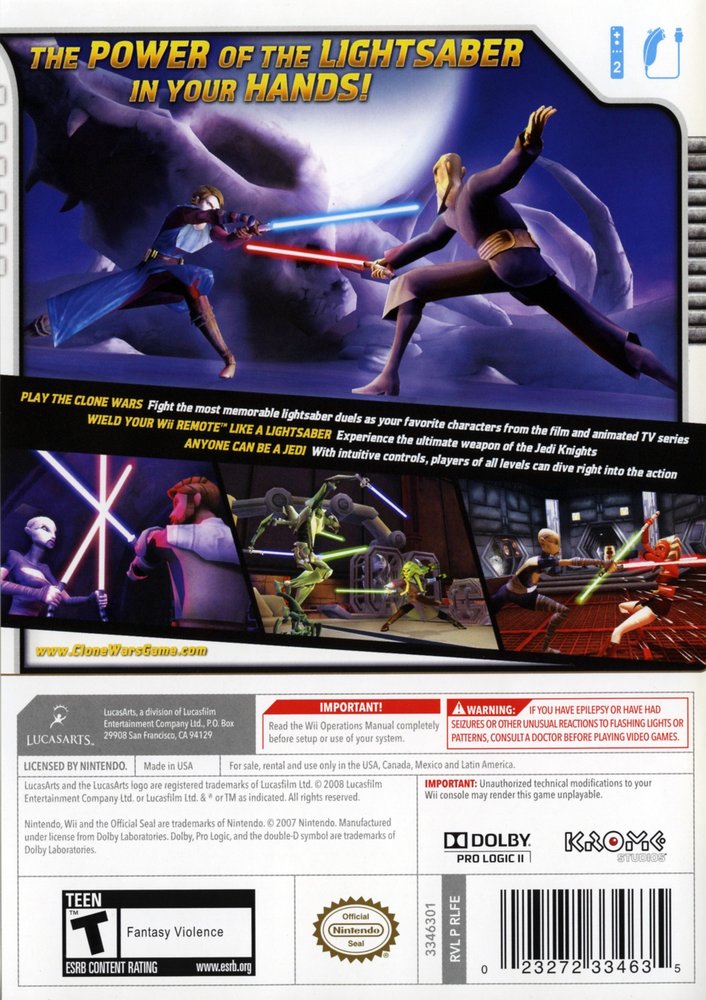 THE POWER OF THE LIGHTSABER
IN YOUR HANDS!
2
PLAY THE CLONE WARS Fight the most memorable lightsaber duels as your favorite characters from the film and animated TV series
WIELD YOUR Wii REMOTE™ LIKE A LIGHTSABER Experience the ultimate weapon of the Jedi Knights
ANYONE CAN BE A JEDI With intuitive controls, players of all levels can dive right into the action
www.CloneWarsGame.com
LUCASARTS™
LucasArts, a division of Lucasfilm
Entertainment Company Ltd., P.O. Box
29908 San Francisco, CA 94129
IMPORTANT!
Read the Wii Operations Manual completely
before setup or use of your system.
WARNING: IF YOU HAVE EPILEPSY OR HAVE HAD
SEIZURES OR OTHER UNUSUAL REACTIONS TO FLASHING LIGHTS OR
PATTERNS, CONSULT A DOCTOR BEFORE PLAYING VIDEO GAMES.
LICENSED BY NINTENDO.
Made in USA
For sale, rental and use only in the USA, Canada, Mexico and Latin America.
LucasArts and the LucasArts logo are registered trademarks of Lucasfilm Ltd. © 2008 Lucasfilm
Entertainment Company Ltd. or Lucasfilm Ltd. & ® or TM as indicated. All rights reserved.
Nintendo, Wii and the Official Seal are trademarks of Nintendo. © 2007 Nintendo. Manufactured
under license from Dolby Laboratories. Dolby, Pro Logic, and the double-D symbol are trademarks of
Dolby Laboratories.
IMPORTANT: Unauthorized technical modifications to your
Wii console may render this game unplayable.
DOLBY
PRO LOGIC II
KROME
STUDIOS
TEEN
T™
Fantasy Violence
ESRB CONTENT RATING www.esrb.org
Official
Nintendo
Seal
®
3346301
RVL P RLFE
0 23272 33463 5